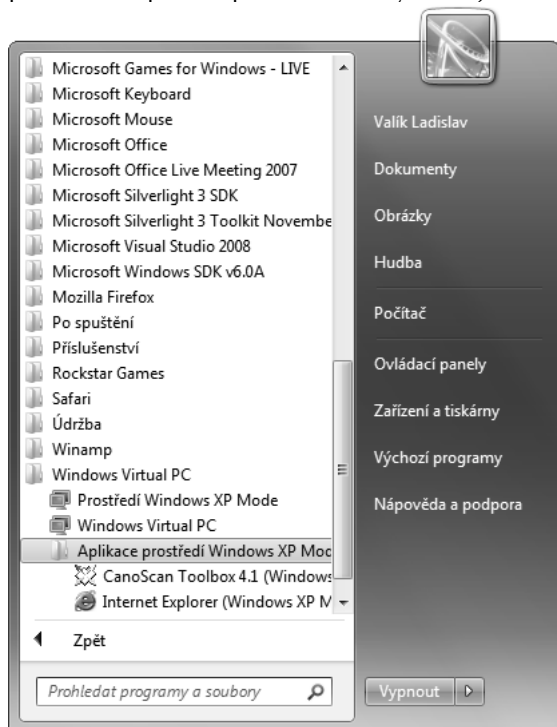 Microsoft Games for Windows - LIVE
Microsoft Keyboard
Microsoft Mouse
Microsoft Office
Microsoft Office Live Meeting 2007
Microsoft Silverlight 3 SDK
Microsoft Silverlight 3 Toolkit Novembe
Microsoft Visual Studio 2008
Microsoft Windows SDK v6.0A
Mozilla Firefox
Po spuštění
Příslušenství
Rockstar Games
Safari
Údržba
Winamp
Windows Virtual PC
Prostředí Windows XP Mode
Windows Virtual PC
Aplikace prostředí Windows XP Moc
CanoScan Toolbox 4.1 (Windows
Internet Explorer (Windows XP M
Zpět
Prohledat programy a soubory
Valík Ladislav
Dokumenty
Obrázky
Hudba
Počítač
Ovládací panely
Zařízení a tiskárny
Výchozí programy
Nápověda a podpora
Vypnout